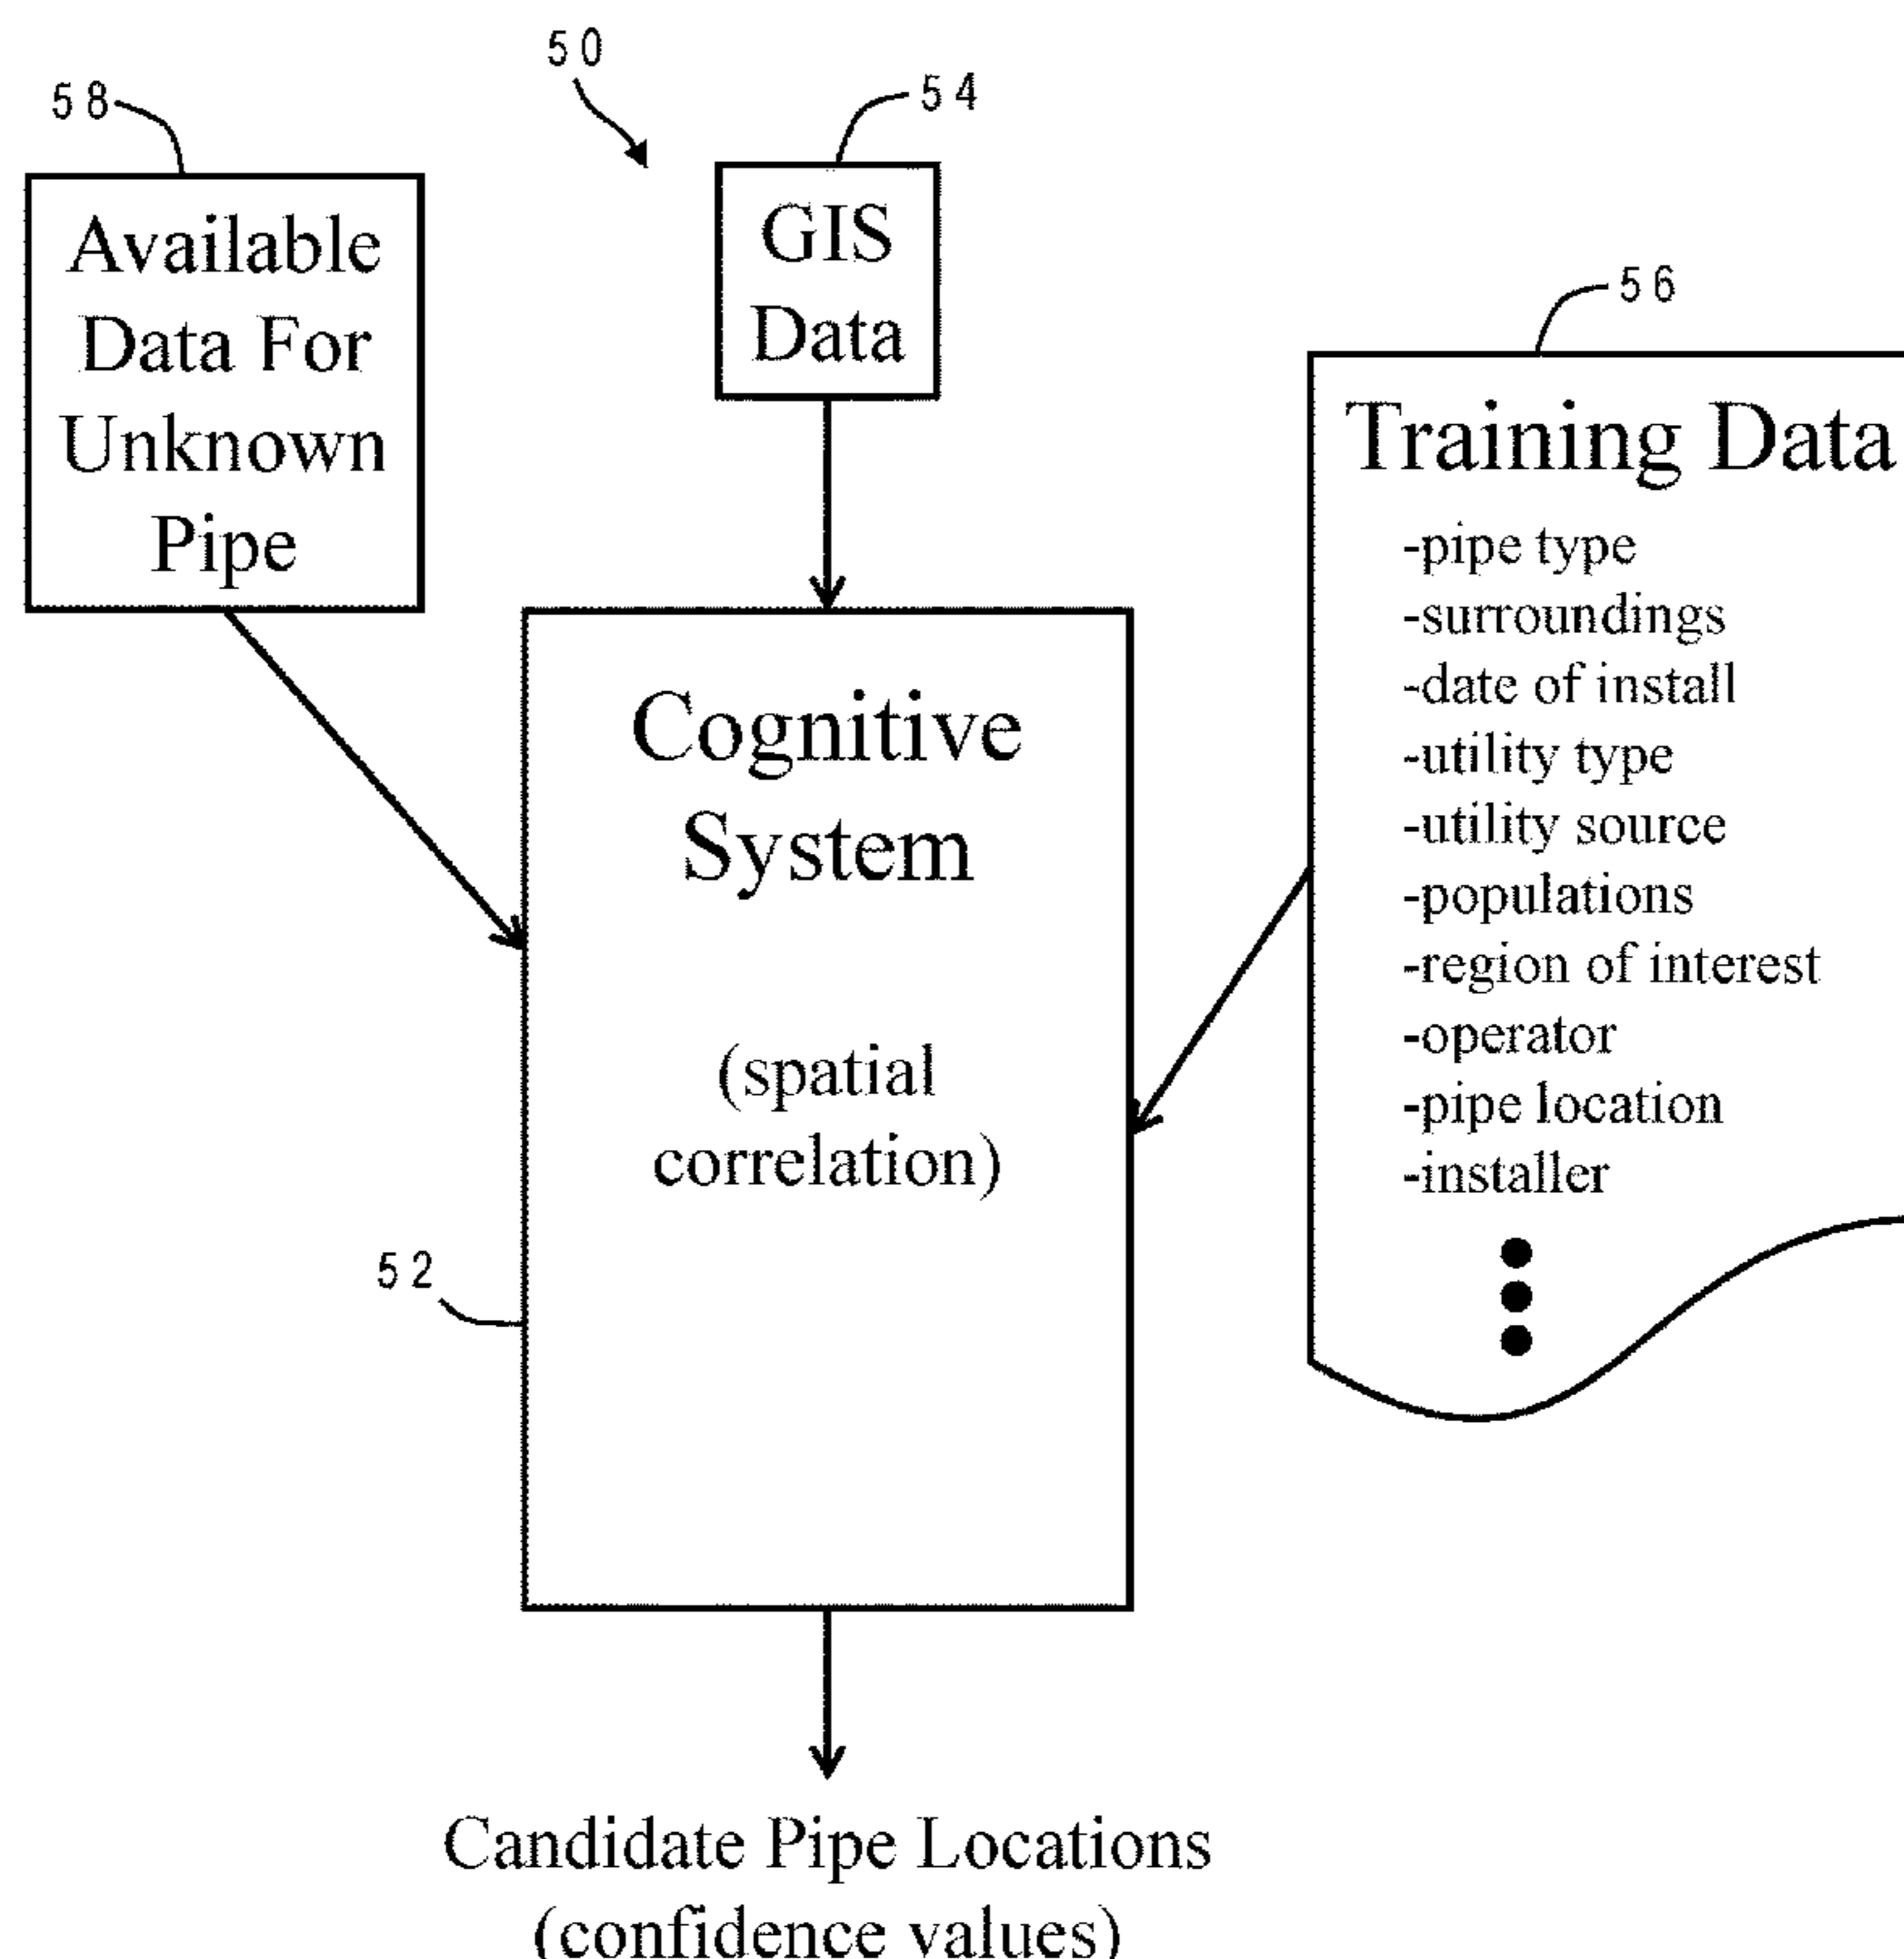 50
58
54
Available
Data For
Unknown
Pipe
GIS
Data
56
Training Data
-pipe type
-surroundings
-date of install
-utility type
-utility source
-populations
-region of interest
-operator
-pipe location
-installer
Cognitive
System
(spatial
correlation)
52
Candidate Pipe Locations
(confidence values)